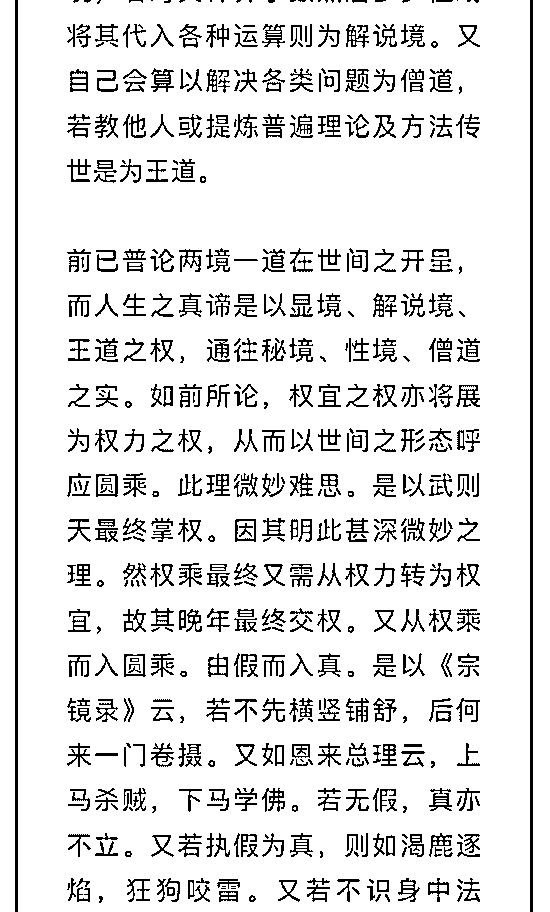 将其代入各种运算则为解说境。又
自己会算以解决各类问题为僧道，
若教他人或提炼普遍理论及方法传
世是为王道。
前已普论两境一道在世间之开显，
而人生之真谛是以显境、解说境、
王道之权，通往秘境、性境、僧道
之实。如前所论，权宜之权亦将展
为权力之权，从而以世间之形态呼
应圆乘。此理微妙难思。是以武则
天最终掌权。因其明此甚深微妙之
理。然权乘最终又需从权力转为权
宜，故其晚年最终交权。又从权乘
而入圆乘。由假而入真。是以《宗
镜录》云，若不先横竖铺舒，后何
来一门卷摄。又如恩来总理云，上
马杀贼，下马学佛。若无假，真亦
不立。又若执假为真，则如渴鹿逐
焰，狂狗咬雷。又若不识身中法